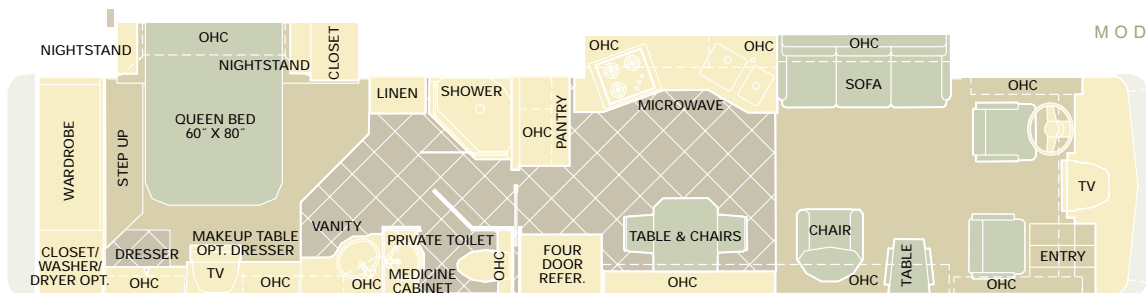 MOD
NIGHTSTAND
OHC
NIGHTSTAND
CLOSET
OHC
OHC
OHC
SOFA
OHC
LINEN
SHOWER
MICROWAVE
PANTRY
OHC
QUEEN BED
60" X 80"
WARDROBE
STEP UP
TV
VANITY
MAKEUP TABLE
OPT. DRESSER
DRESSER
PRIVATE TOILET
TABLE & CHAIRS
CHAIR
CLOSET/
WASHER/
DRYER OPT.
TV
OHC
OHC
OHC
MEDICINE
CABINET
OHC
FOUR
DOOR
REFER.
OHC
OHC
TABLE
ENTRY
OHC